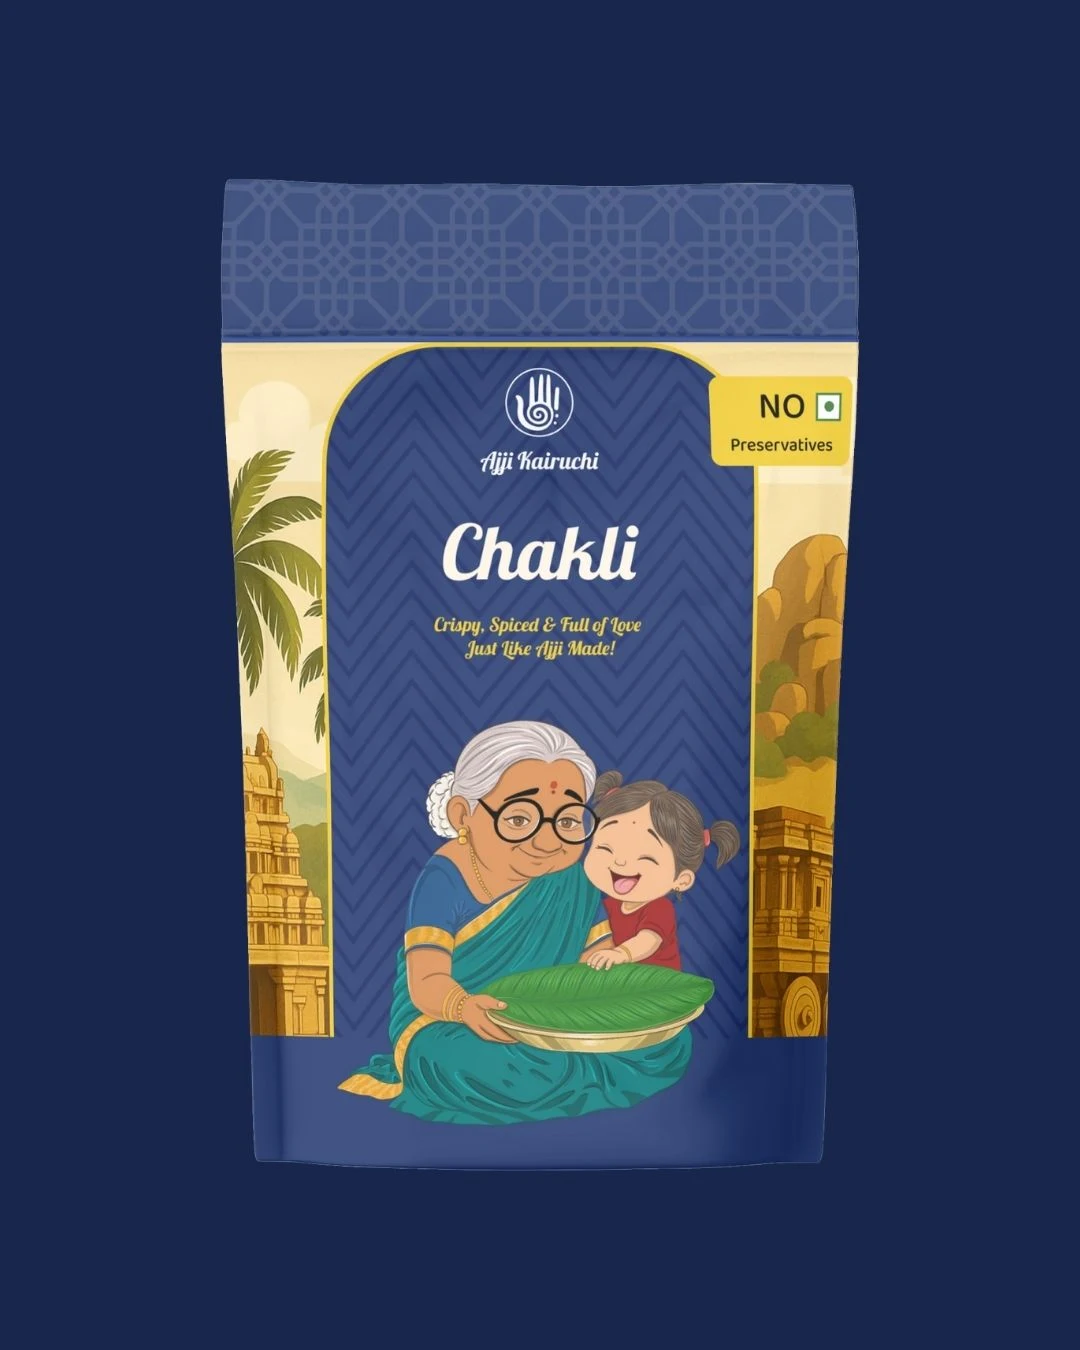 Ajji Kairuchi
NO
Preservatives
Chakli
Crispy, Spiced & Full of Love
Just Like Ajji Made!